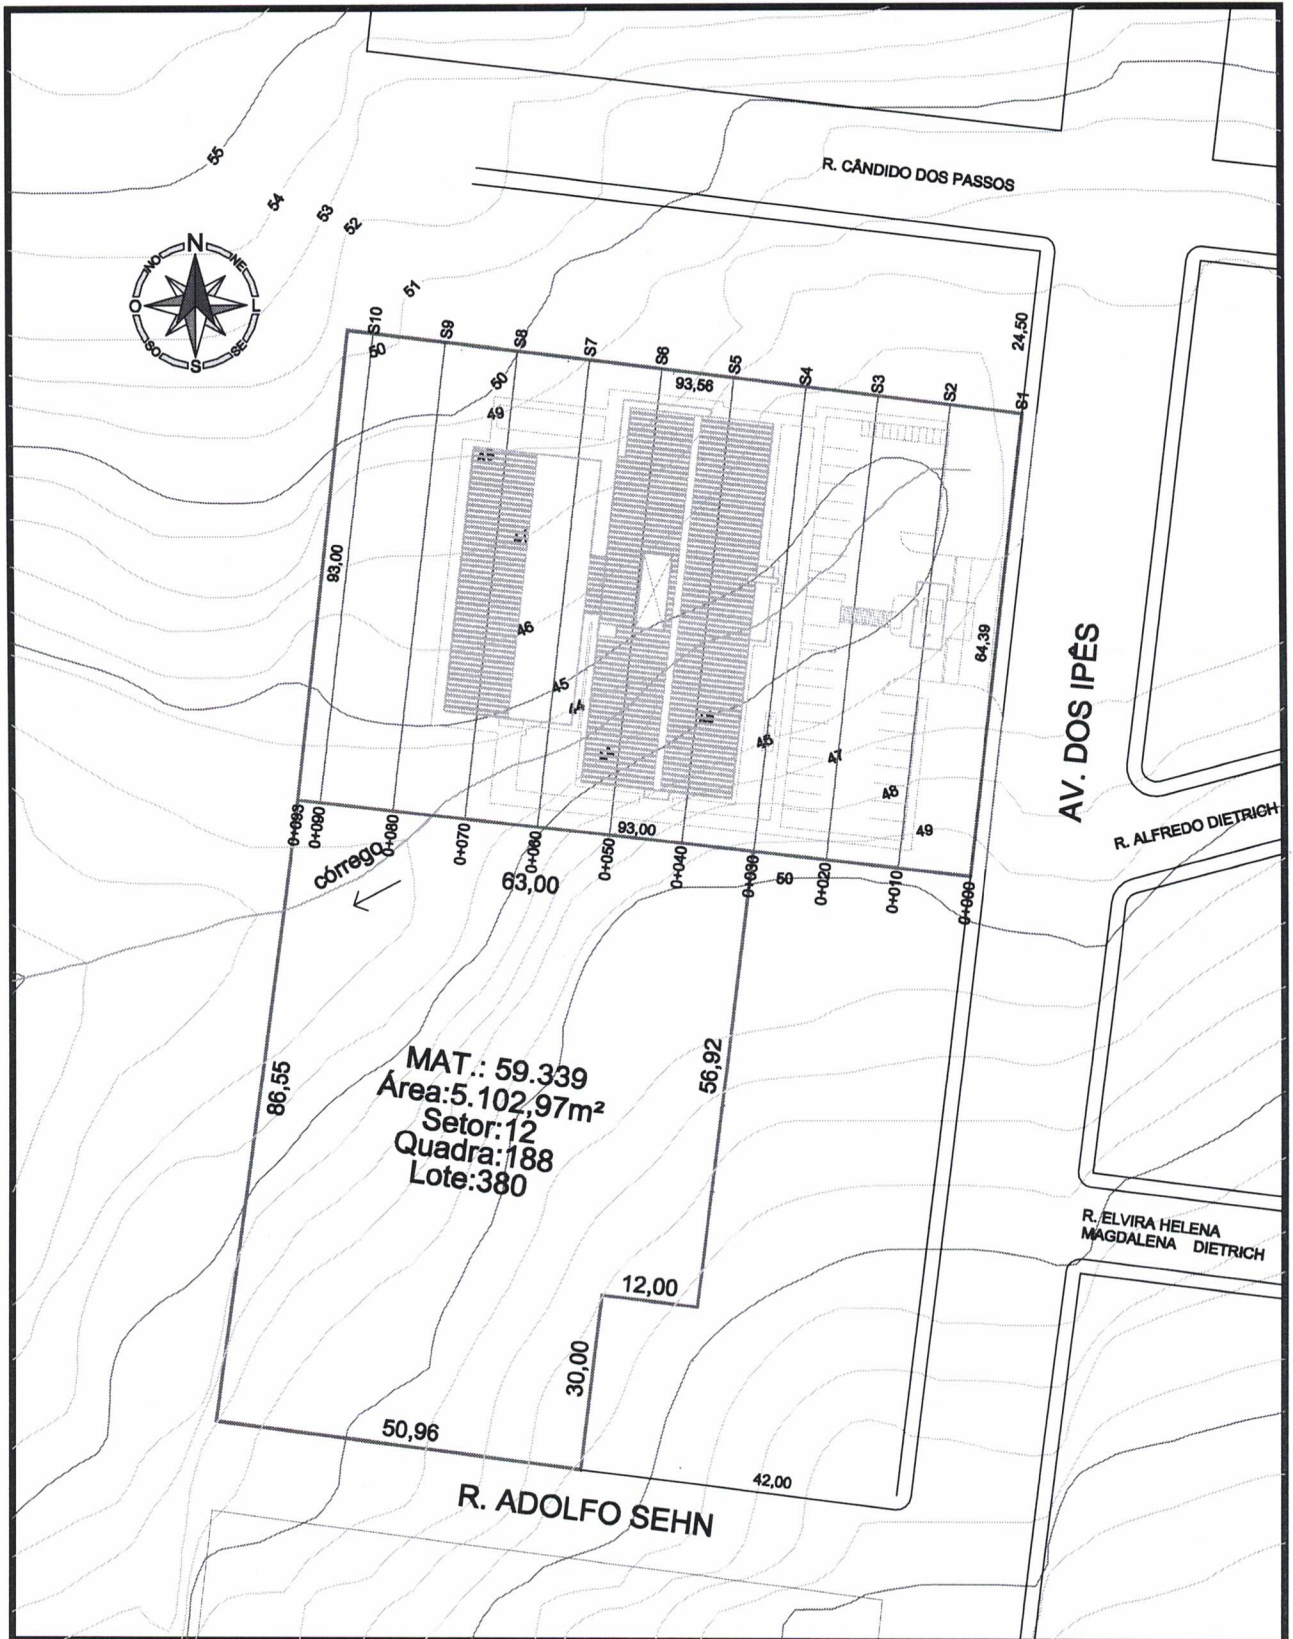 R. CÂNDIDO DOS PASSOS
55
54
53
52
51
50
N
NE
L
SE
S
SO
O
NO
24,50
S10
S9
S8
S7
S6
S5
S4
S3
S2
S1
93,56
50
49
93,00
46
45
44
45
47
48
49
64,39
AV. DOS IPÊS
R. ALFREDO DIETRICH
93,00
0+093
0+090
0+080
0+070
0+060
0+050
0+040
0+030
0+020
0+010
0+000
50
córrego
63,00
86,55
56,92
MAT.: 59.339
Área:5.102,97m²
Setor:12
Quadra:188
Lote:380
R. ELVIRA HELENA
MAGDALENA DIETRICH
12,00
30,00
50,96
42,00
R. ADOLFO SEHN